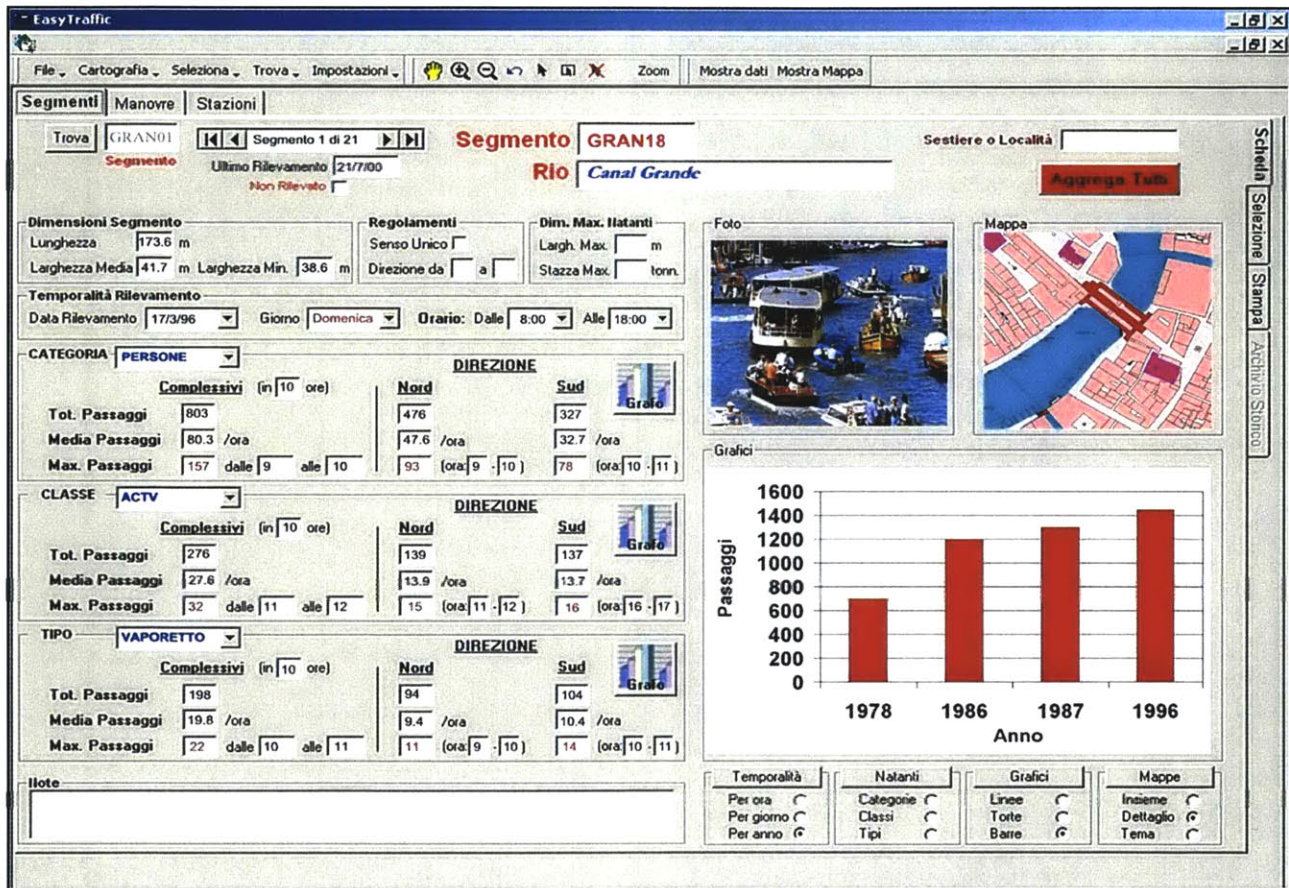 EasyTraffic
File Cartografia Seleziona Trova Impostazioni Zoom Mostra dati Mostra Mappa
Segmenti Manovre Stazioni
Trova GRAN01 Segmento 1 di 21 Segmento GRAN18 Sestiere o Località
Segmento Ultimo Rilevamento 21/7/00 Rio Canal Grande Aggrega Tutti
Non Rilevato
Scheda
Selezione
Stampa
Archivio Storico
Dimensioni Segmento
Lunghezza 173.6 m
Larghezza Media 41.7 m Larghezza Min. 38.6 m
Regolamenti
Senso Unico
Direzione da a
Dim. Max. Natanti
Largh. Max. m
Stazza Max. tonn.
Foto
Mappa
Temporalità Rilevamento
Data Rilevamento 17/3/96 Giorno Domenica Orario: Dalle 8:00 Alle 18:00
CATEGORIA PERSONE DIREZIONE
Complessivi (in 10 ore) Nord Sud Grafo
Tot. Passaggi 803 476 327
Media Passaggi 80.3 /ora 47.6 /ora 32.7 /ora
Max. Passaggi 157 dalle 9 alle 10 93 (ora: 9 - 10) 78 (ora: 10 - 11)
CLASSE ACTV DIREZIONE
Complessivi (in 10 ore) Nord Sud Grafo
Tot. Passaggi 276 139 137
Media Passaggi 27.6 /ora 13.9 /ora 13.7 /ora
Max. Passaggi 32 dalle 11 alle 12 15 (ora: 11 - 12) 16 (ora: 16 - 17)
TIPO VAPORETTO DIREZIONE
Complessivi (in 10 ore) Nord Sud Grafo
Tot. Passaggi 198 94 104
Media Passaggi 19.8 /ora 9.4 /ora 10.4 /ora
Max. Passaggi 22 dalle 10 alle 11 11 (ora: 9 - 10) 14 (ora: 10 - 11)
Note
Grafici
Passaggi
1600
1400
1200
1000
800
600
400
200
0
1978 1986 1987 1996
Anno
Temporalità
Per ora
Per giorno
Per anno
Natanti
Categorie
Classi
Tipi
Grafici
Linee
Torte
Barre
Mappe
Insieme
Dettaglio
Tema